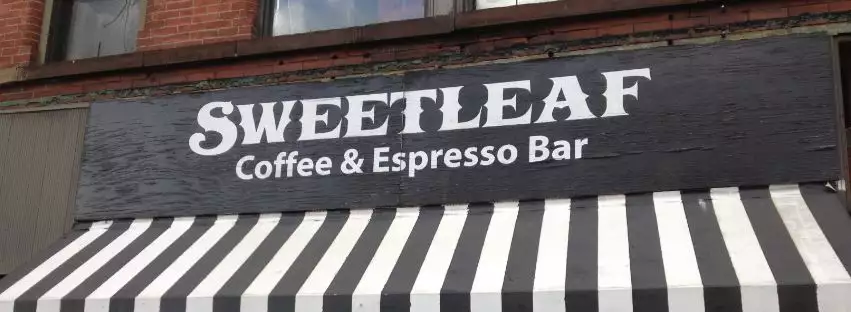 SWEETLEAF
Coffee & Espresso Bar